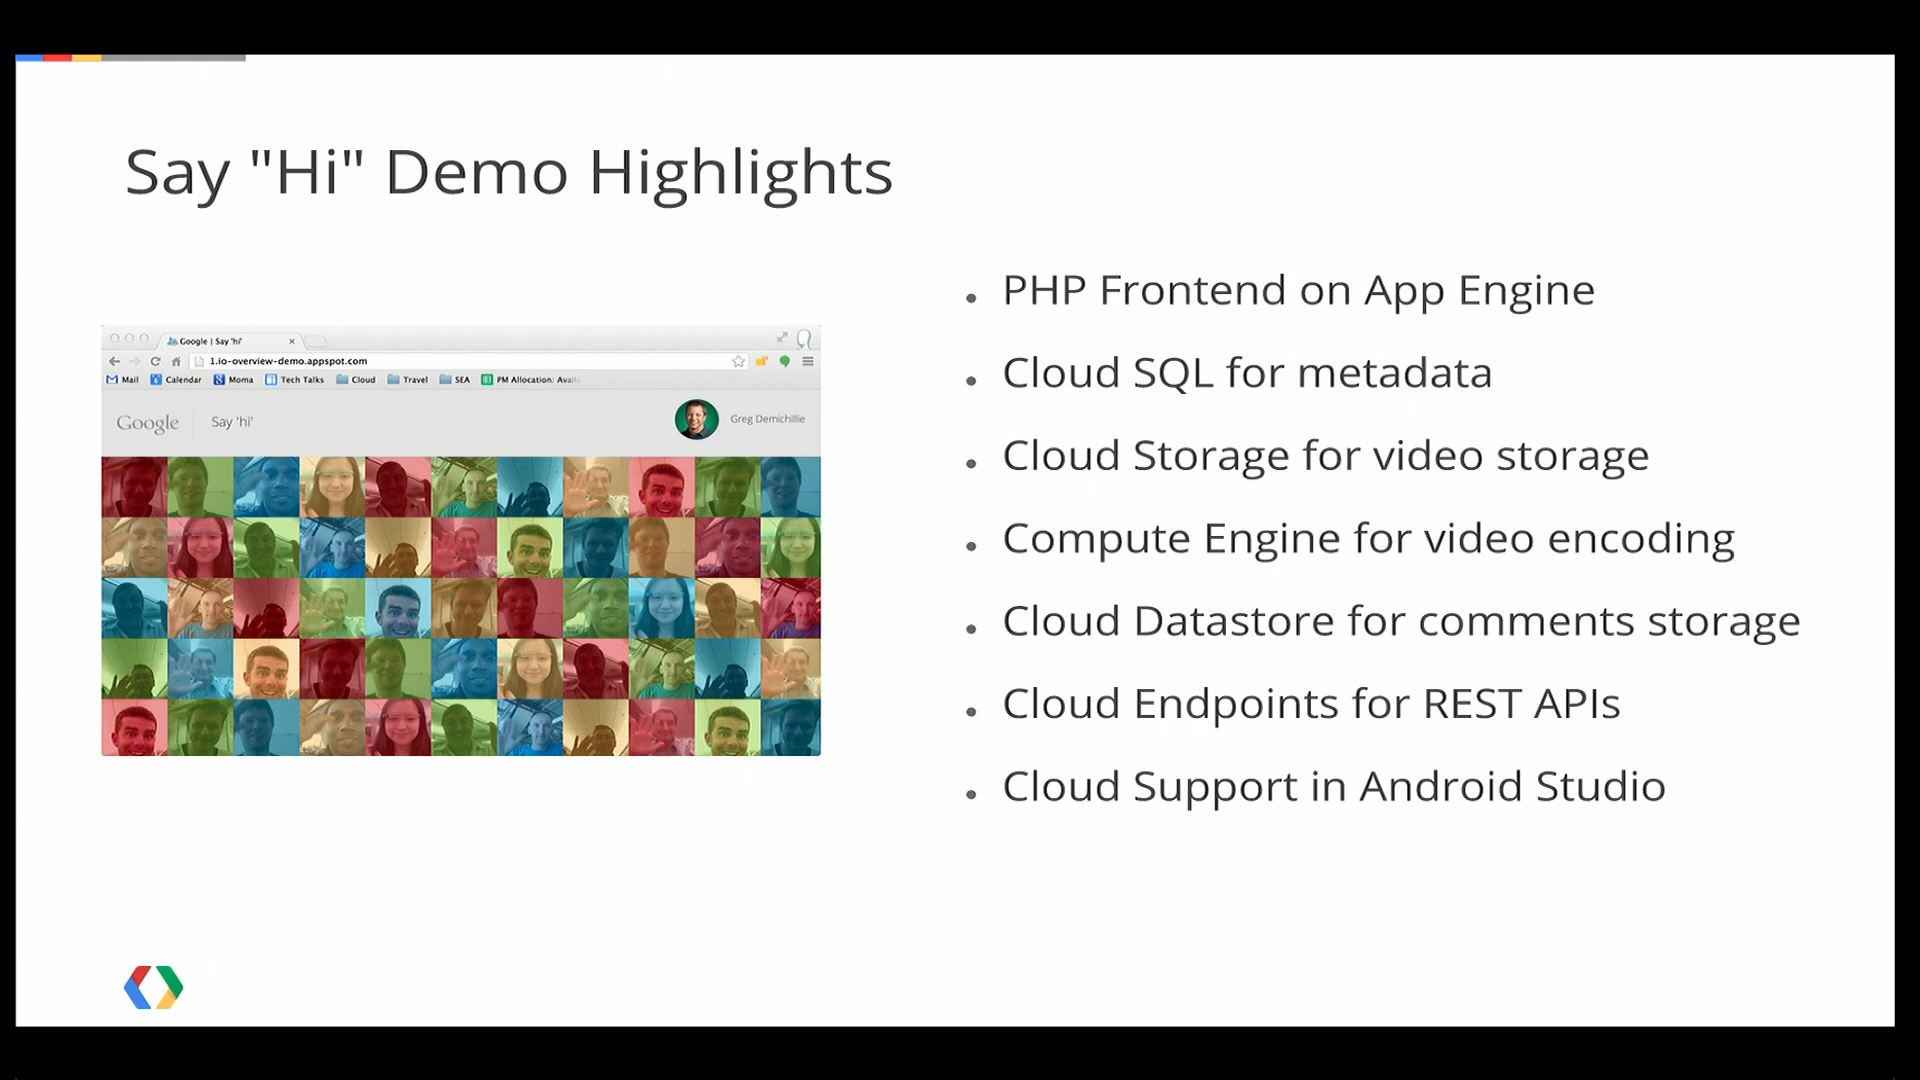 Say "Hi" Demo Highlights
Google | Say 'hi'
1.io-overview-demo.appspot.com
Mail Calendar Moma Tech Talks Cloud Travel SEA PM Allocation: Avail
Google Say 'hi' Greg Demichillie
PHP Frontend on App Engine
Cloud SQL for metadata
Cloud Storage for video storage
Compute Engine for video encoding
Cloud Datastore for comments storage
Cloud Endpoints for REST APIs
Cloud Support in Android Studio